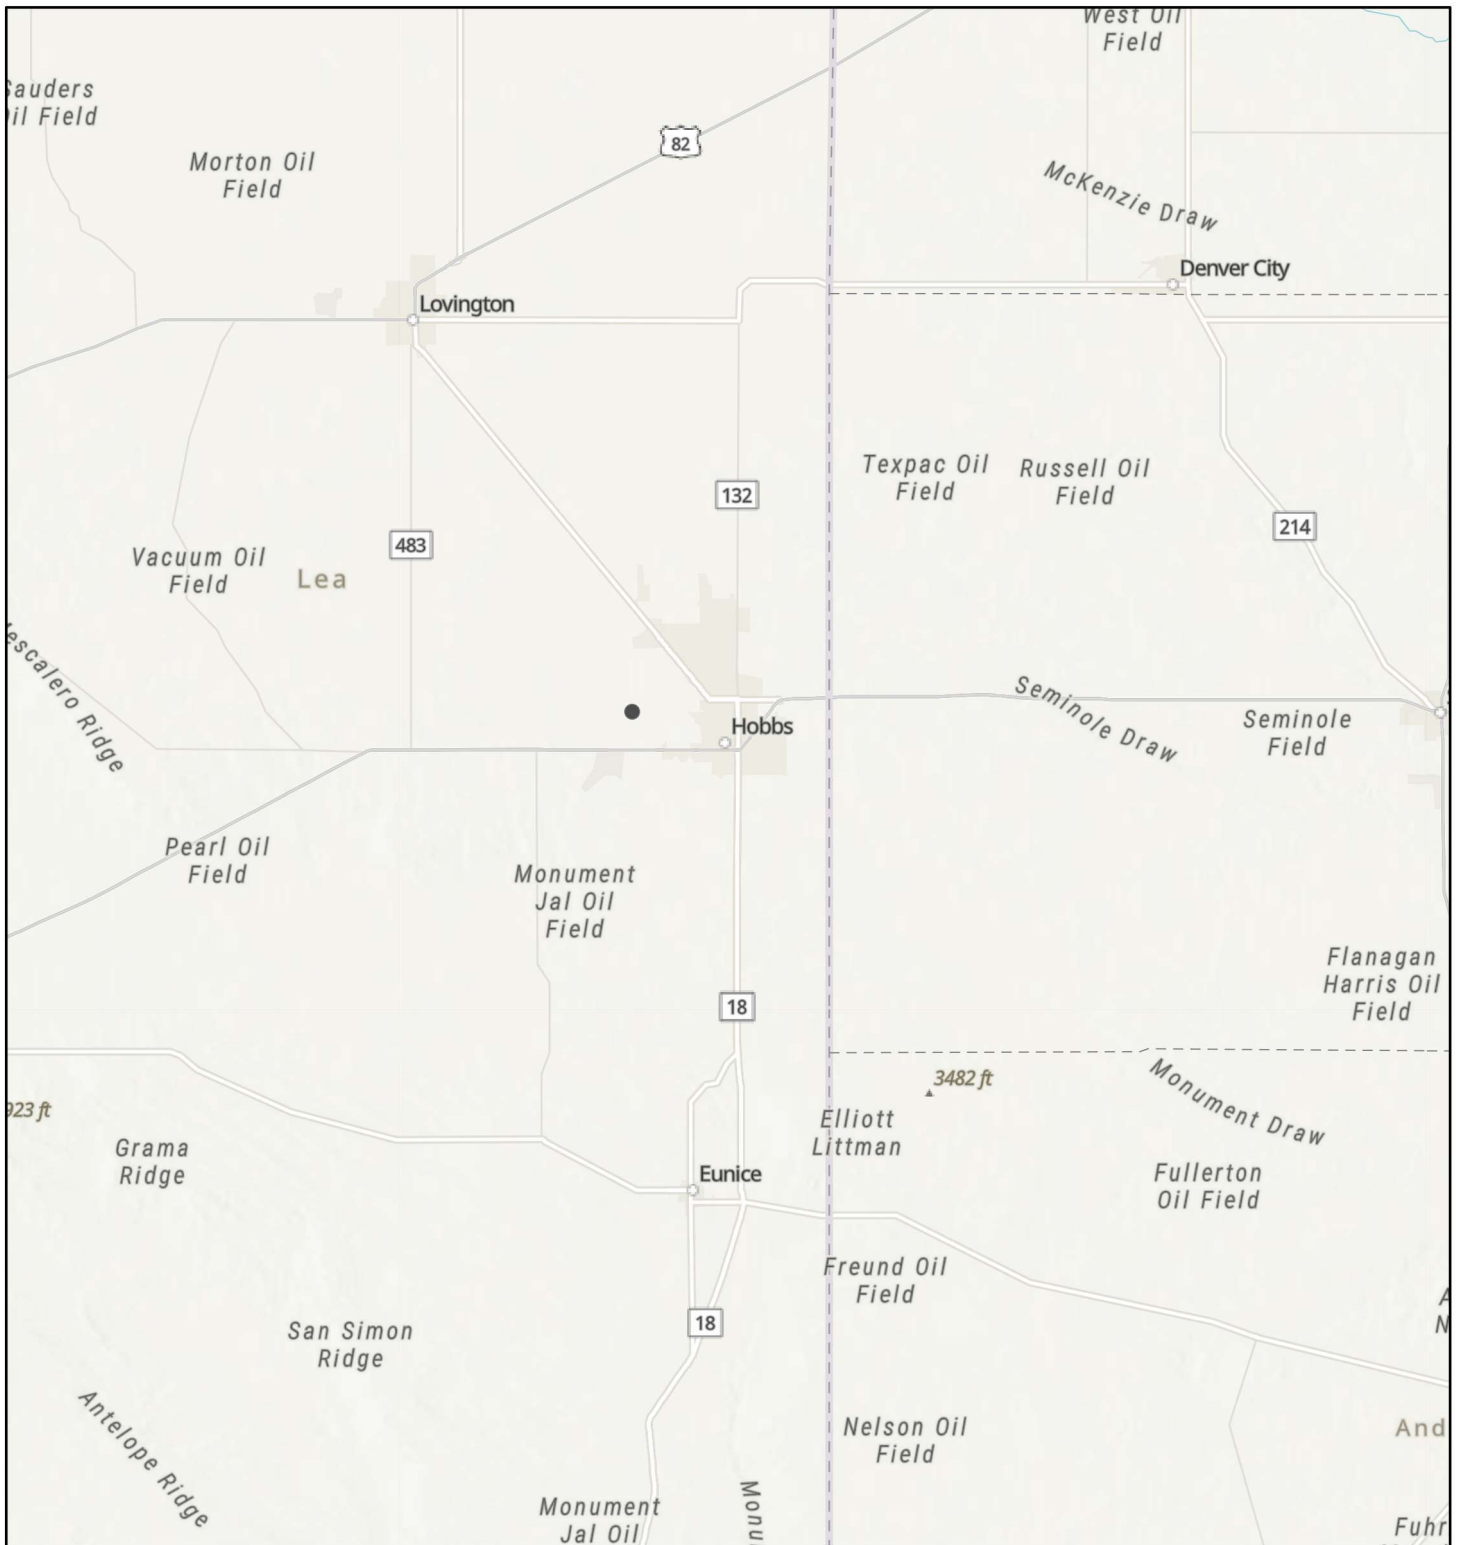 West Oil
Field
Sauders
Oil Field
82
Morton Oil
Field
McKenzie Draw
Denver City
Lovington
Texpac Oil
Field
Russell Oil
Field
132
214
483
Vacuum Oil
Field
Lea
Mescalero Ridge
Seminole Draw
Seminole
Field
Hobbs
Pearl Oil
Field
Monument
Jal Oil
Field
Flanagan
Harris Oil
Field
18
3482 ft
923 ft
Monument Draw
Elliott
Littman
Grama
Ridge
Eunice
Fullerton
Oil Field
Freund Oil
Field
18
San Simon
Ridge
Antelope Ridge
Nelson Oil
Field
And
Monument
Jal Oil
Monu
Fuhr